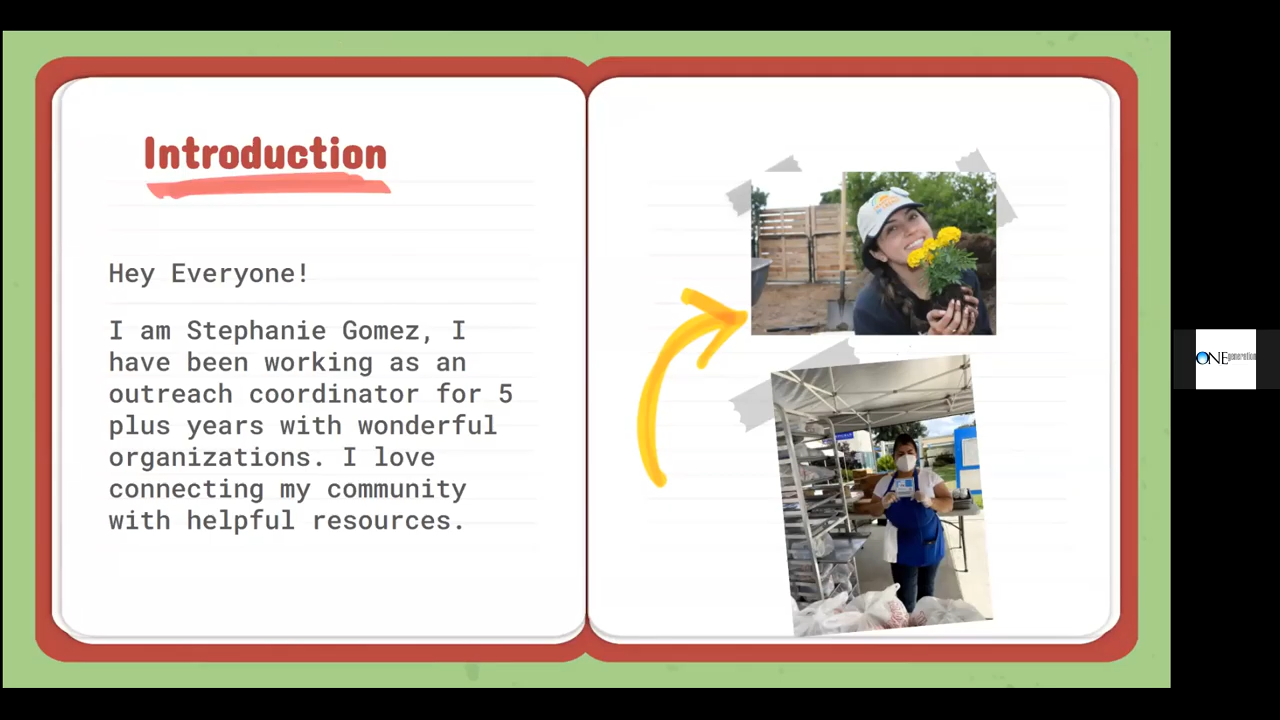 Introduction
Hey Everyone!
I am Stephanie Gomez, I
have been working as an
outreach coordinator for 5
plus years with wonderful
organizations. I love
connecting my community
with helpful resources.
ONEgeneration